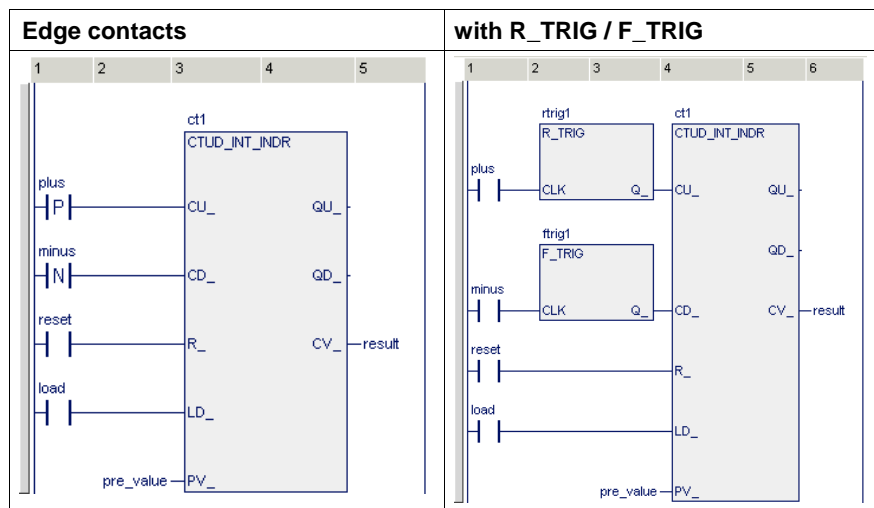 Edge contacts
with R_TRIG / F_TRIG
1 2 3 4 5
ct1
CTUD_INT_INDR
plus
P
CU_ QU_
minus
N
CD_ QD_
reset
R_ CV_ result
load
LD_
pre_value PV_
1 2 3 4 5 6
rtrig1 ct1
R_TRIG CTUD_INT_INDR
plus
CLK Q_ CU_ QU_
ftrig1
F_TRIG QD_
minus
CLK Q_ CD_ CV_ result
reset
R_
load
LD_
pre_value PV_